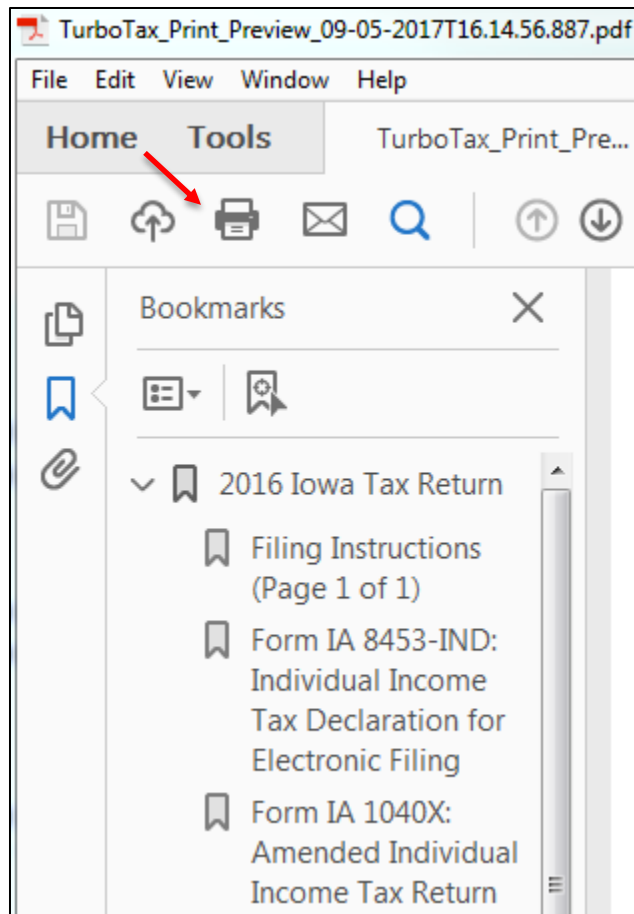 TurboTax_Print_Preview_09-05-2017T16.14.56.887.pdf
File Edit View Window Help
Home Tools TurboTax_Print_Pre...
Bookmarks
2016 Iowa Tax Return
Filing Instructions
(Page 1 of 1)
Form IA 8453-IND:
Individual Income
Tax Declaration for
Electronic Filing
Form IA 1040X:
Amended Individual
Income Tax Return